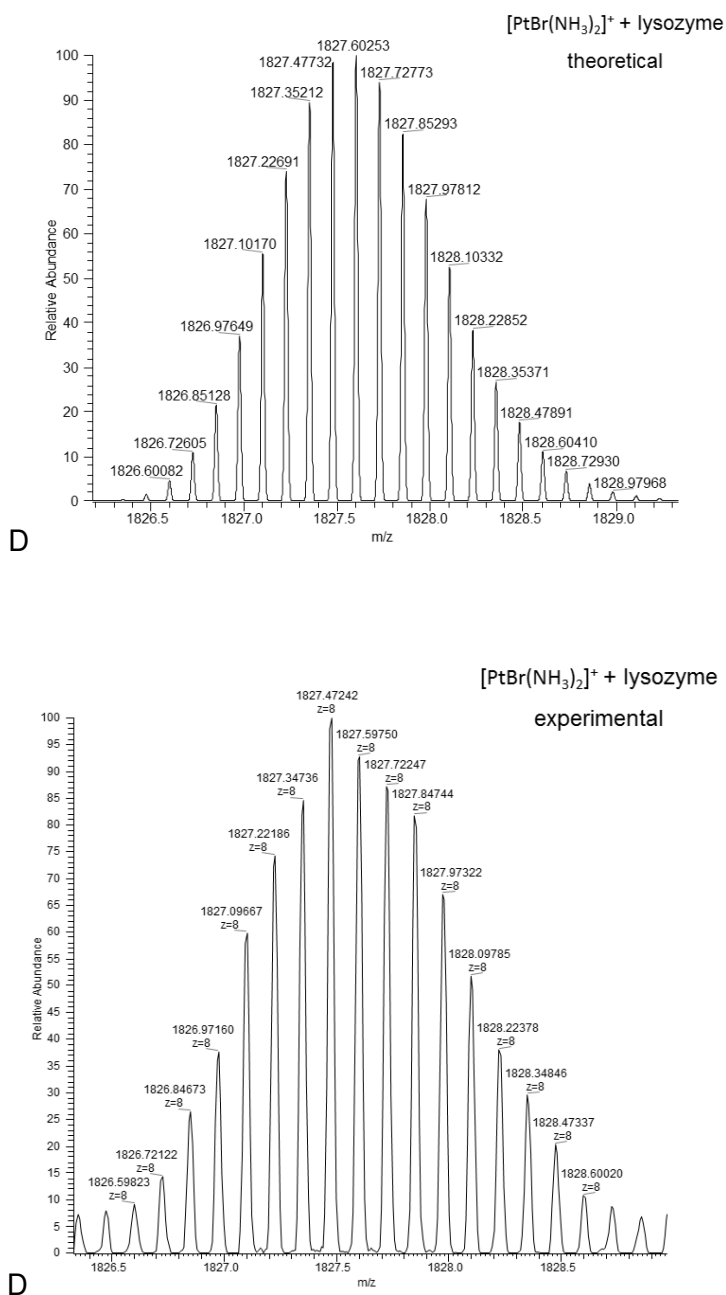 [PtBr(NH₃)₂]⁺ + lysozyme
theoretical
1827.60253
1827.47732
1827.72773
1827.35212
1827.85293
1827.22691
1827.97812
1827.10170
1828.10332
1826.97649
1828.22852
1828.35371
1826.85128
1828.47891
1826.72605
1828.60410
1826.60082
1828.72930
1828.97968
100
90
80
70
60
50
40
30
20
10
0
Relative Abundance
1826.5 1827.0 1827.5 1828.0 1828.5 1829.0
m/z
D
[PtBr(NH₃)₂]⁺ + lysozyme
experimental
1827.47242
z=8
1827.59750
z=8
1827.72247
z=8
1827.34736
z=8
1827.84744
z=8
1827.22186
z=8
1827.97322
z=8
1827.09667
z=8
1828.09785
z=8
1826.97160
z=8
1828.22378
z=8
1828.34846
z=8
1826.84673
z=8
1828.47337
z=8
1826.72122
z=8
1828.60020
z=8
1826.59823
z=8
100
95
90
85
80
75
70
65
60
55
50
45
40
35
30
25
20
15
10
5
0
Relative Abundance
1826.5 1827.0 1827.5 1828.0 1828.5
m/z
D